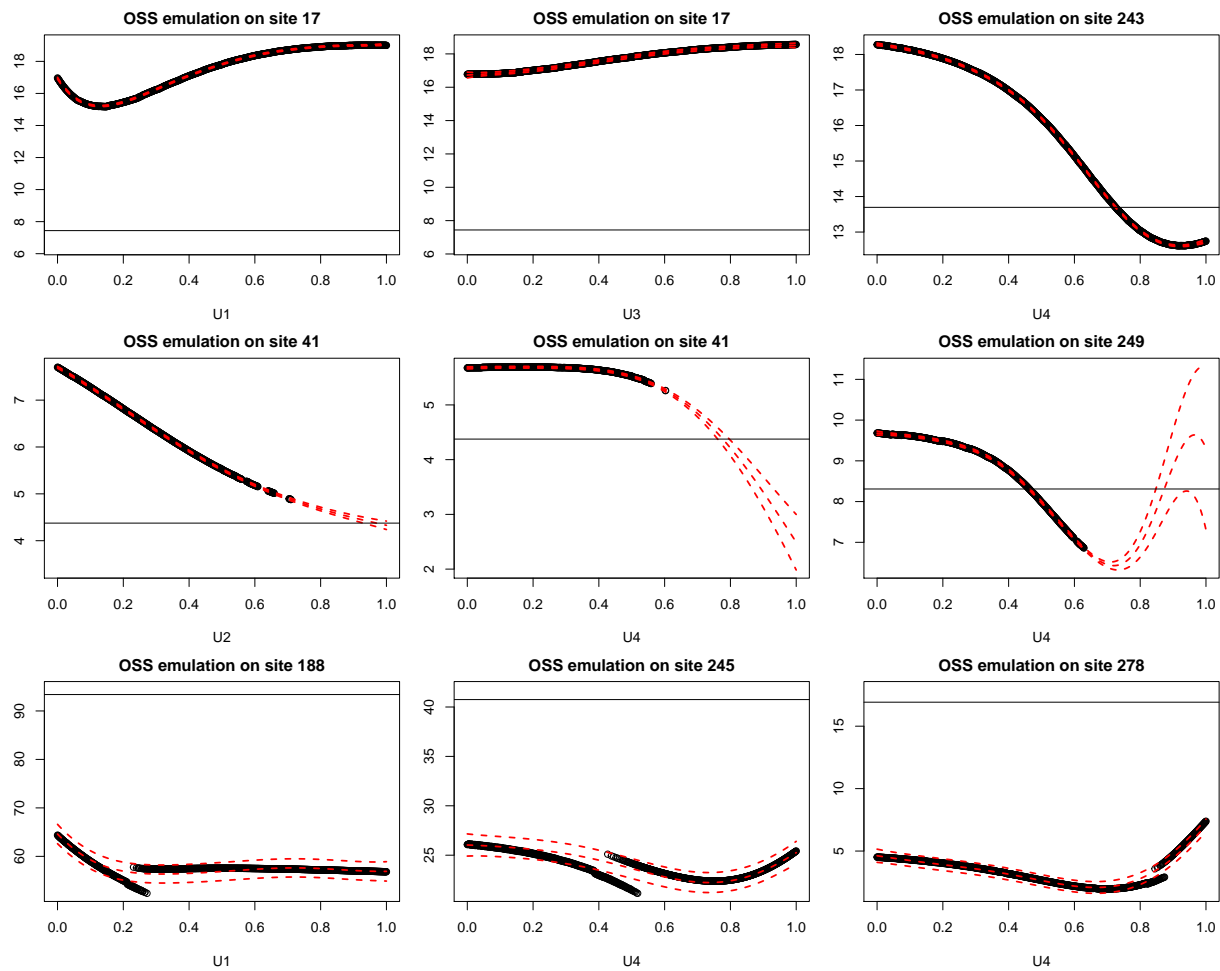 OSS emulation on site 17
6 8 10 12 14 16 18
0.0 0.2 0.4 0.6 0.8 1.0
U1
OSS emulation on site 17
6 8 10 12 14 16 18
0.0 0.2 0.4 0.6 0.8 1.0
U3
OSS emulation on site 243
13 14 15 16 17 18
0.0 0.2 0.4 0.6 0.8 1.0
U4
OSS emulation on site 41
4 5 6 7
0.0 0.2 0.4 0.6 0.8 1.0
U2
OSS emulation on site 41
2 3 4 5
0.0 0.2 0.4 0.6 0.8 1.0
U4
OSS emulation on site 249
7 8 9 10 11
0.0 0.2 0.4 0.6 0.8 1.0
U4
OSS emulation on site 188
60 70 80 90
0.0 0.2 0.4 0.6 0.8 1.0
U1
OSS emulation on site 245
25 30 35 40
0.0 0.2 0.4 0.6 0.8 1.0
U4
OSS emulation on site 278
5 10 15
0.0 0.2 0.4 0.6 0.8 1.0
U4